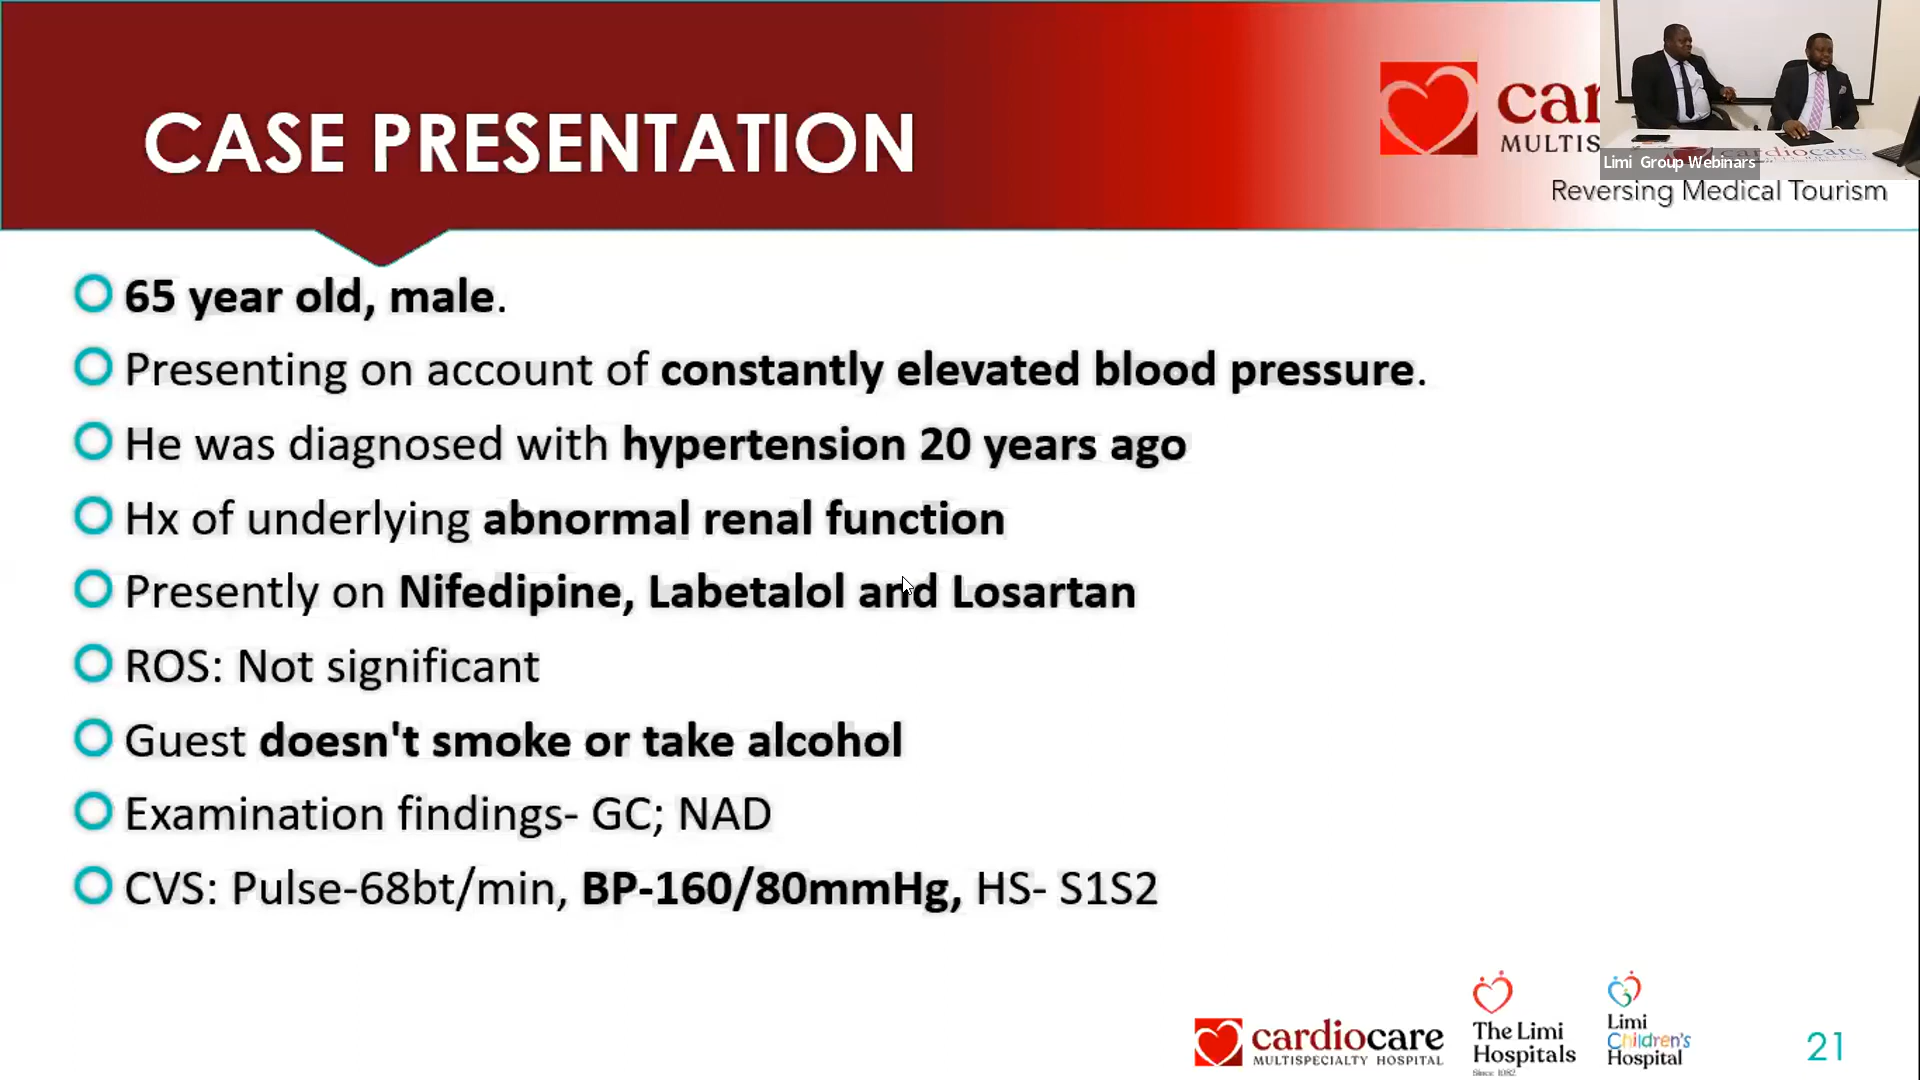 CASE PRESENTATION
MULTIS
Limi Group Webinars
Reversing Medical Tourism
65 year old, male.
Presenting on account of constantly elevated blood pressure.
He was diagnosed with hypertension 20 years ago
Hx of underlying abnormal renal function
Presently on Nifedipine, Labetalol and Losartan
ROS: Not significant
Guest doesn't smoke or take alcohol
Examination findings- GC; NAD
CVS: Pulse-68bt/min, BP-160/80mmHg, HS- S1S2
cardiocare
MULTISPECIALTY HOSPITAL
The Limi
Hospitals
Limi
Children's
Hospital
21